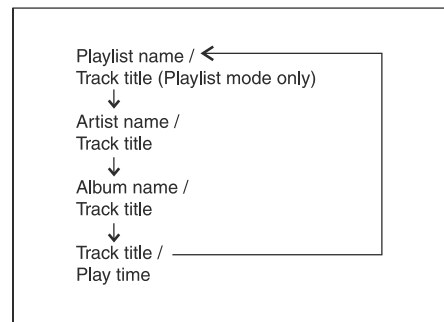 Playlist name /
Track title (Playlist mode only)
Artist name /
Track title
Album name /
Track title
Track title /
Play time